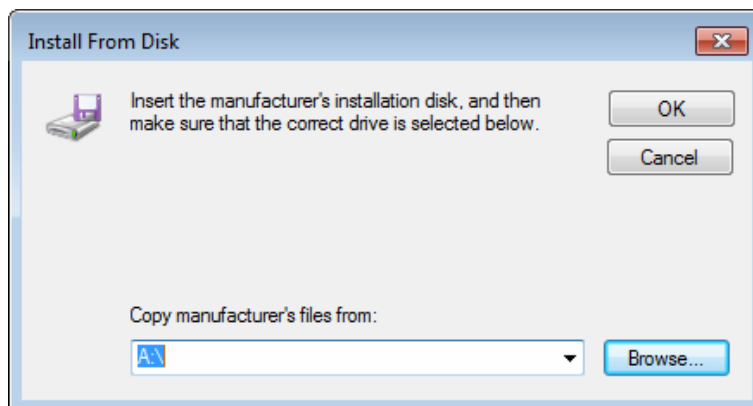 Install From Disk
Insert the manufacturer's installation disk, and then
make sure that the correct drive is selected below.
OK
Cancel
Copy manufacturer's files from:
A:\
Browse...